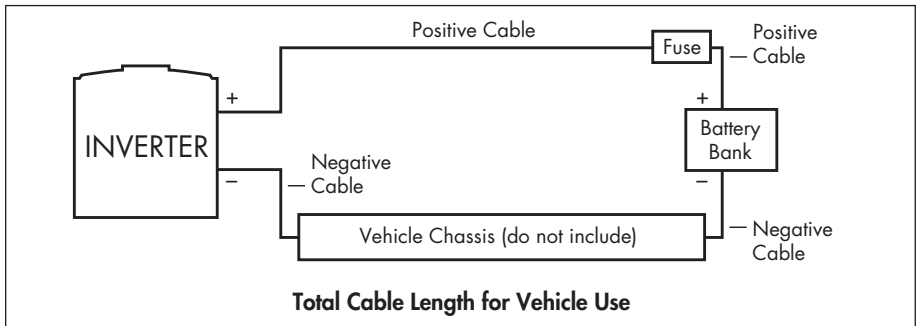 Positive Cable
Fuse
Positive
— Cable
+
+
INVERTER
Battery
Bank
–
Negative
— Cable
–
Vehicle Chassis (do not include)
— Negative
Cable
Total Cable Length for Vehicle Use